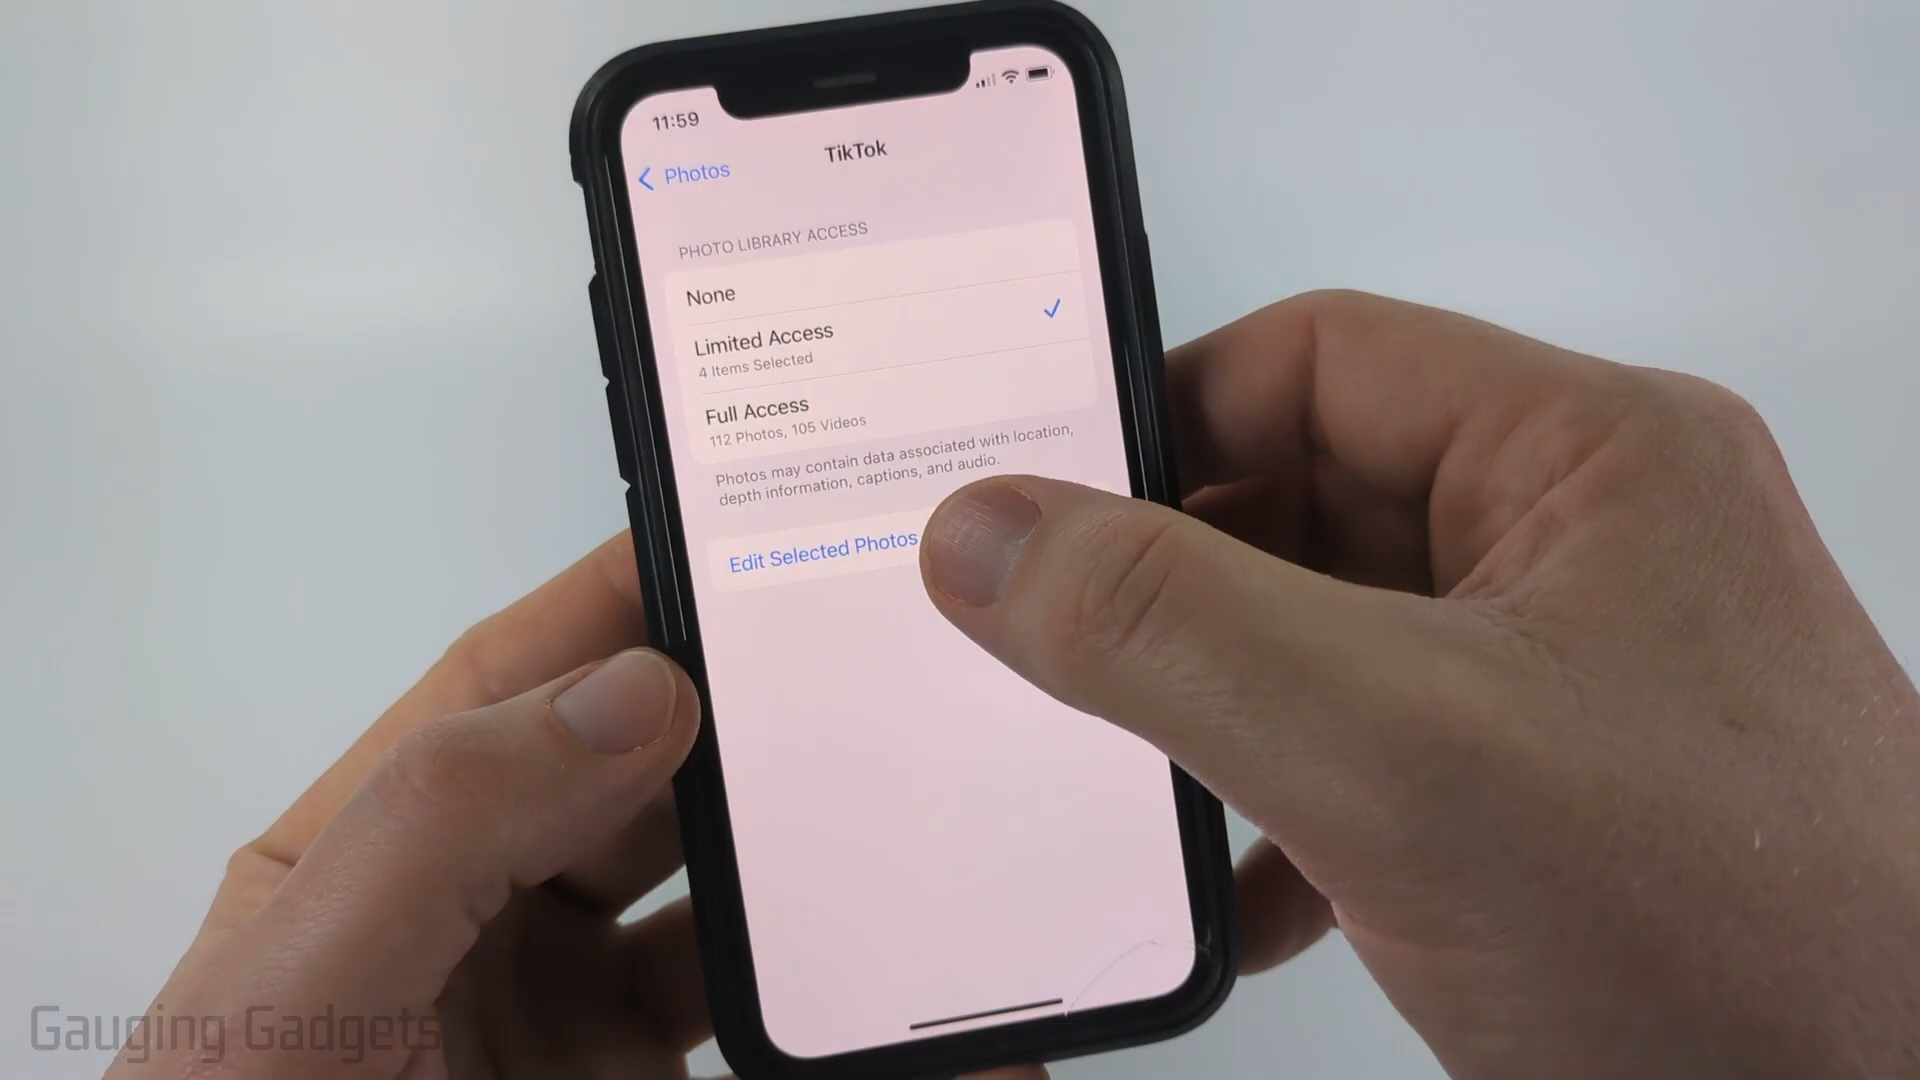 11:59
Photos
TikTok
PHOTO LIBRARY ACCESS
None
Limited Access
4 Items Selected
Full Access
112 Photos, 105 Videos
Photos may contain data associated with location,
depth information, captions, and audio.
Edit Selected Photos
Gauging Gadgets